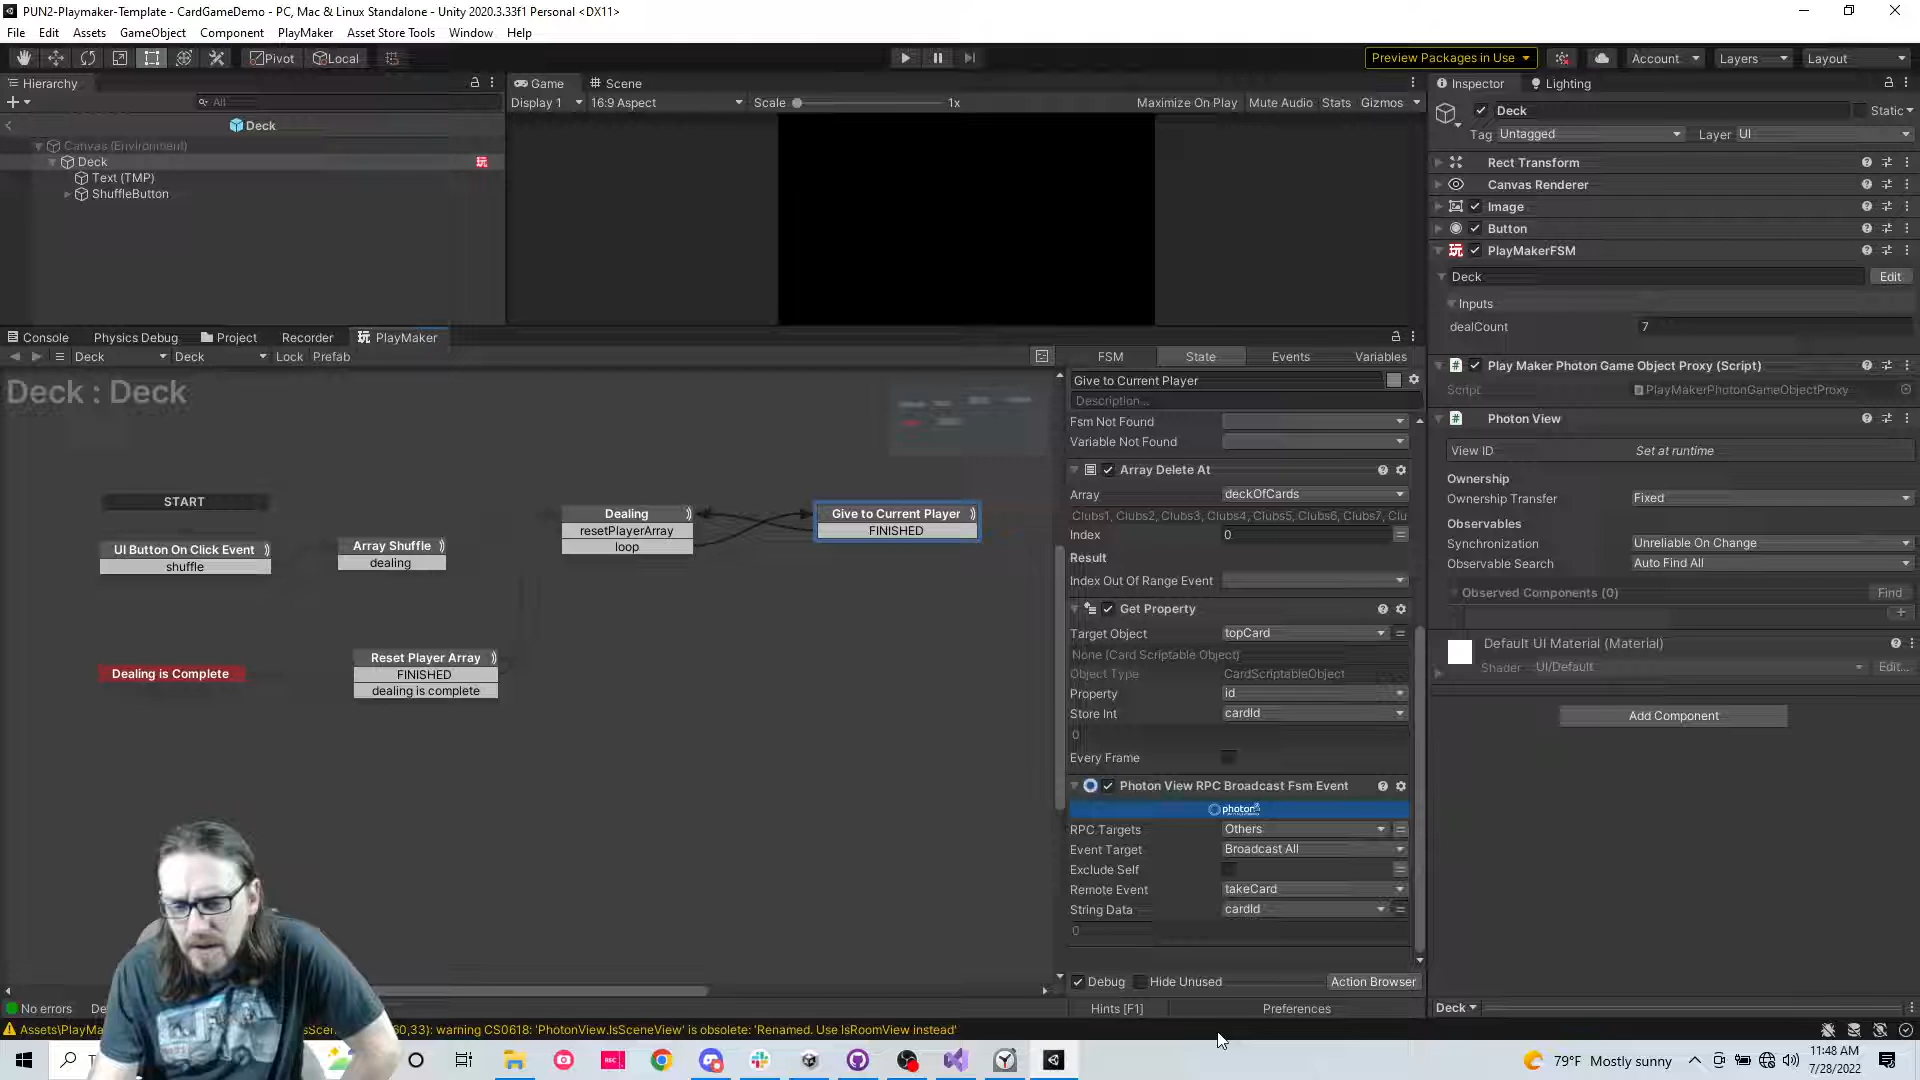 PUN2-Playmaker-Template - CardGameDemo - PC, Mac & Linux Standalone - Unity 2020.3.33f1 Personal <DX11>
File Edit Assets GameObject Component PlayMaker Asset Store Tools Window Help
Pivot Local Preview Packages in Use Account Layers Layout
Hierarchy Game Scene Inspector Lighting
All Display 1 16:9 Aspect Scale 1x Maximize On Play Mute Audio Stats Gizmos
Deck Static
Tag Untagged Layer UI
Deck
Canvas (Environment)
Deck
Text (TMP)
ShuffleButton
Rect Transform
Canvas Renderer
Image
Button
PlayMakerFSM
Deck Edit
Inputs
dealCount 7
Play Maker Photon Game Object Proxy (Script)
Script PlayMakerPhotonGameObjectProxy
Photon View
View ID Set at runtime
Ownership
Ownership Transfer Fixed
Observables
Synchronization Unreliable On Change
Observable Search Auto Find All
Observed Components (0) Find
Default UI Material (Material)
Shader UI/Default Edit...
Add Component
Console Physics Debug Project Recorder PlayMaker
Deck Deck Lock Prefab
Deck : Deck
START
UI Button On Click Event
shuffle
Array Shuffle
dealing
Dealing
resetPlayerArray
loop
Give to Current Player
FINISHED
Dealing is Complete
Reset Player Array
FINISHED
dealing is complete
FSM State Events Variables
Give to Current Player
Description...
Fsm Not Found
Variable Not Found
Array Delete At
Array deckOfCards
Clubs1, Clubs2, Clubs3, Clubs4, Clubs5, Clubs6, Clubs7, Clu
Index 0
Result
Index Out Of Range Event
Get Property
Target Object topCard
None (Card Scriptable Object)
Object Type CardScriptableObject
Property id
Store Int cardId
0
Every Frame
Photon View RPC Broadcast Fsm Event
photon
RPC Targets Others
Event Target Broadcast All
Exclude Self
Remote Event takeCard
String Data cardId
0
Debug Hide Unused Action Browser
No errors De
Hints [F1] Preferences
Deck
Assets\PlayMa 60,33): warning CS0618: 'PhotonView.IsSceneView' is obsolete: 'Renamed. Use IsRoomView instead'
REC 79°F Mostly sunny 11:48 AM
7/28/2022